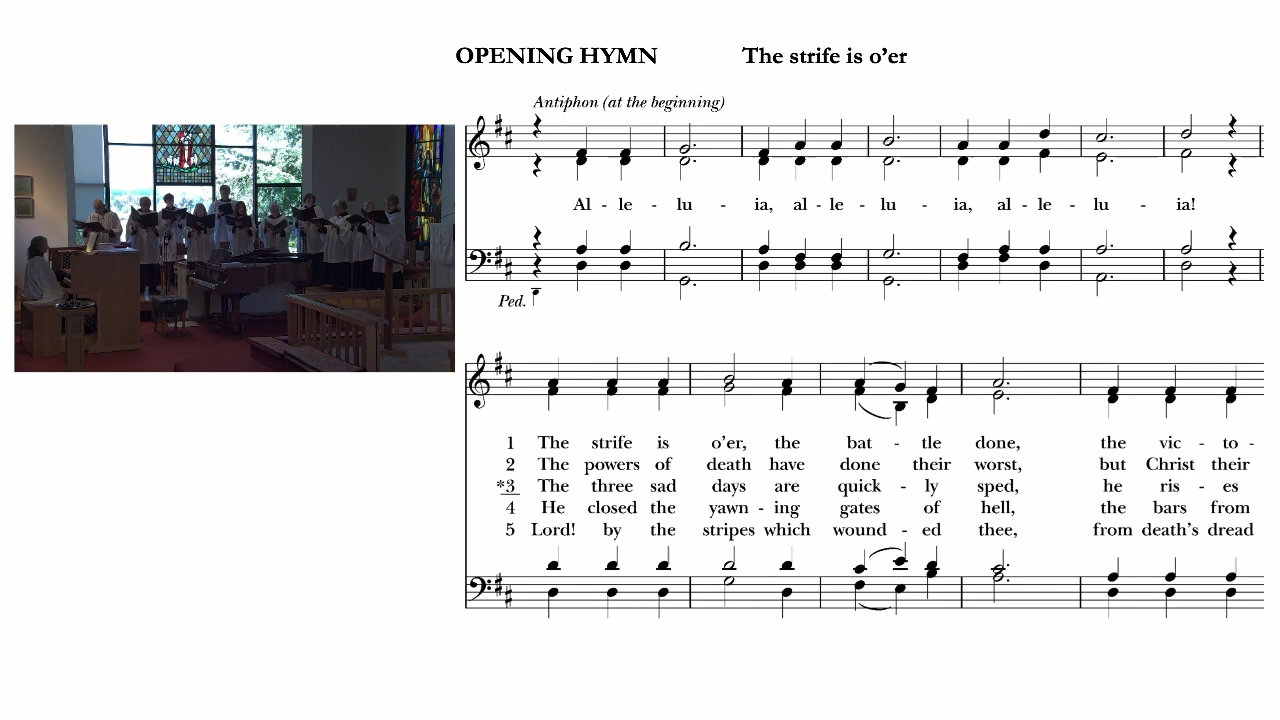 OPENING HYMN The strife is o’er
Antiphon (at the beginning)
Al - le - lu - ia, al - le - lu - ia, al - le - lu - ia!
Ped.
1 The strife is o’er, the bat - tle done, the vic - to -
2 The powers of death have done their worst, but Christ their
*3 The three sad days are quick - ly sped, he ris - es
4 He closed the yawn - ing gates of hell, the bars from
5 Lord! by the stripes which wound - ed thee, from death’s dread